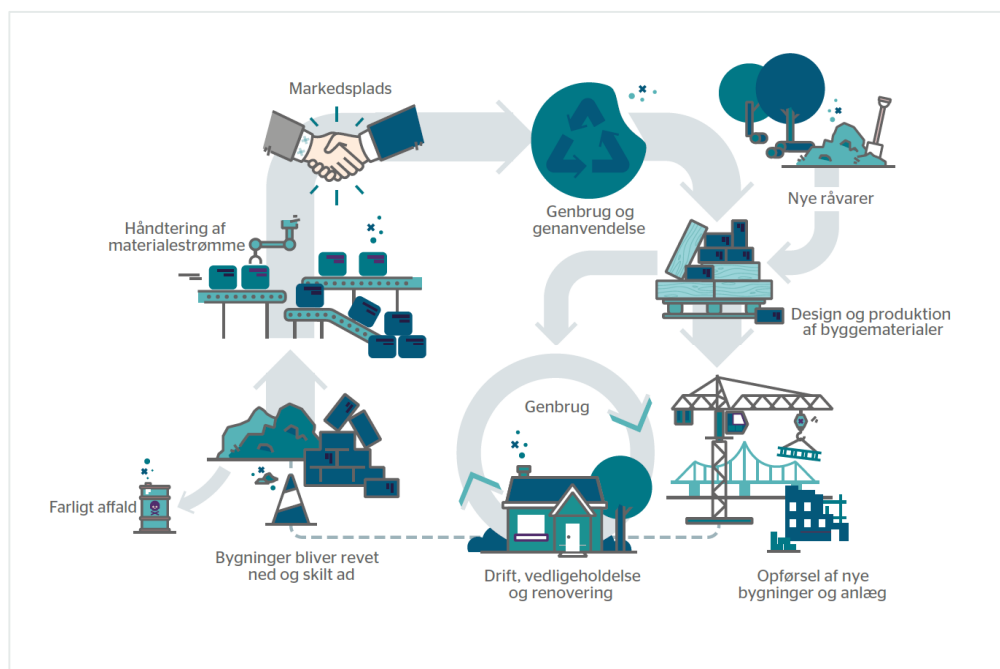 Markedsplads
Håndtering af
materialestrømme
Genbrug og
genanvendelse
Nye råvarer
Design og produktion
af byggematerialer
Genbrug
Farligt affald
Bygninger bliver revet
ned og skilt ad
Drift, vedligeholdelse
og renovering
Opførsel af nye
bygninger og anlæg